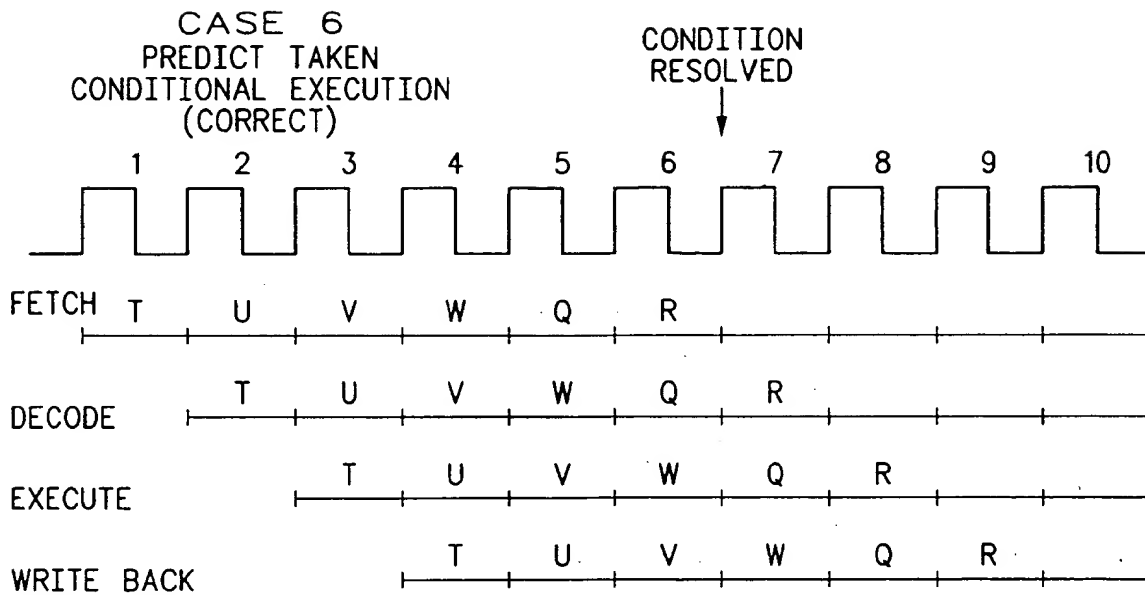 CASE 6
PREDICT TAKEN
CONDITIONAL EXECUTION
(CORRECT)
CONDITION
RESOLVED
1 2 3 4 5 6 7 8 9 10
FETCH T U V W Q R
DECODE T U V W Q R
EXECUTE T U V W Q R
WRITE BACK T U V W Q R